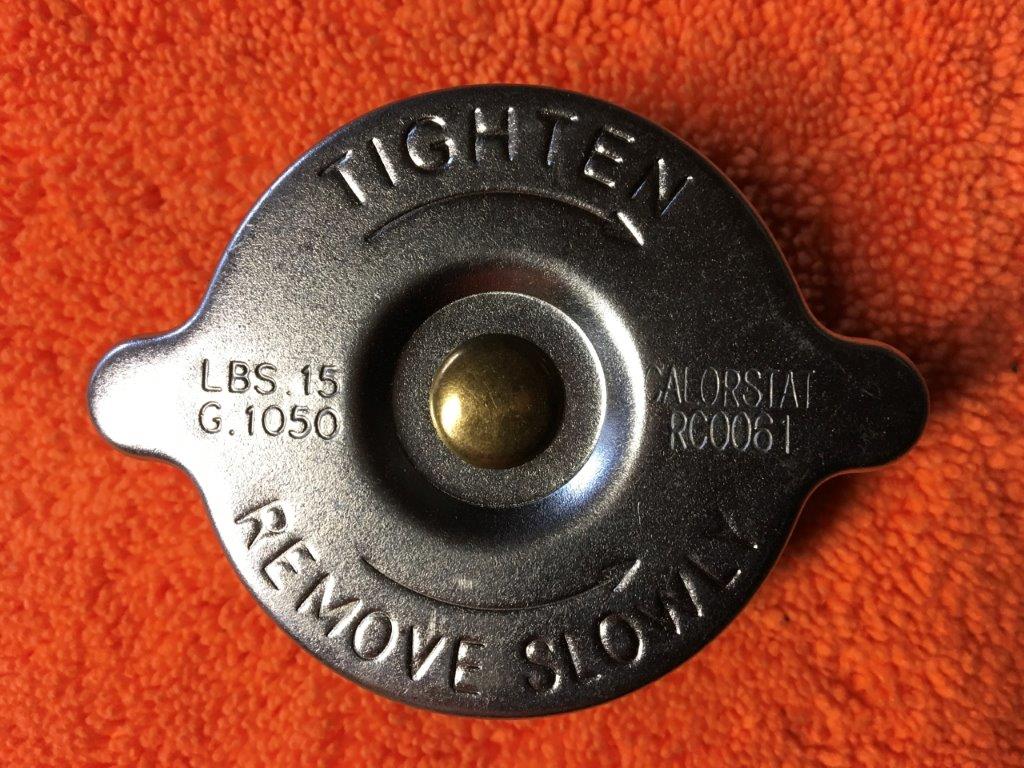 TIGHTEN
LBS.15
G.1050
CALORSTAT
RC0061
REMOVE SLOWLY